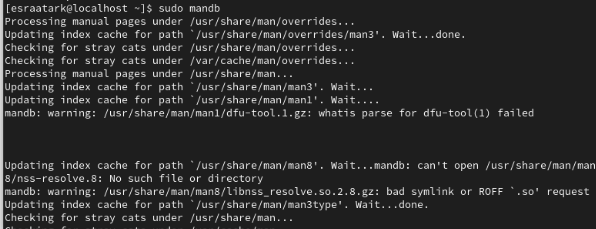 [esraatark@localhost ~]$ sudo mandb
Processing manual pages under /usr/share/man/overrides...
Updating index cache for path `/usr/share/man/overrides/man3'. Wait...done.
Checking for stray cats under /usr/share/man/overrides...
Checking for stray cats under /var/cache/man/overrides...
Processing manual pages under /usr/share/man...
Updating index cache for path `/usr/share/man/man3'. Wait...
Updating index cache for path `/usr/share/man/man1'. Wait....
mandb: warning: /usr/share/man/man1/dfu-tool.1.gz: whatis parse for dfu-tool(1) failed
Updating index cache for path `/usr/share/man/man8'. Wait...mandb: can't open /usr/share/man/man
8/nss-resolve.8: No such file or directory
mandb: warning: /usr/share/man/man8/libnss_resolve.so.2.8.gz: bad symlink or ROFF `.so' request
Updating index cache for path `/usr/share/man/man3type'. Wait...done.
Checking for stray cats under /usr/share/man...